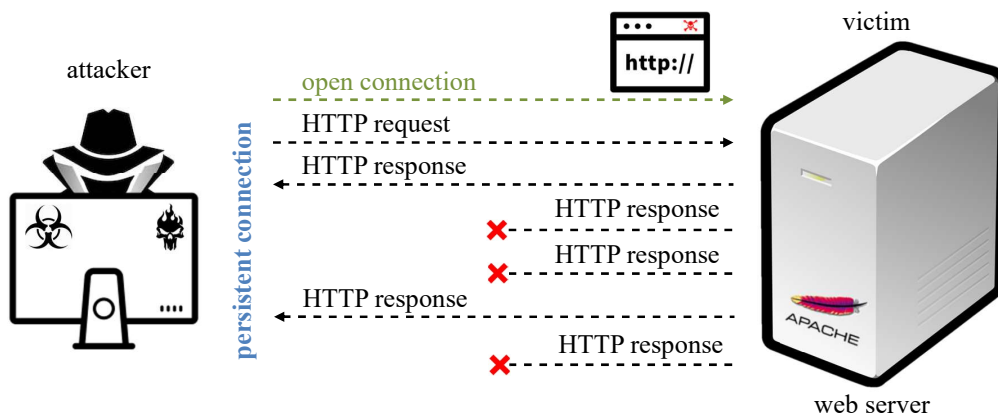 victim
attacker
http://
open connection
HTTP request
HTTP response
persistent connection
HTTP response
HTTP response
HTTP response
HTTP response
APACHE
web server